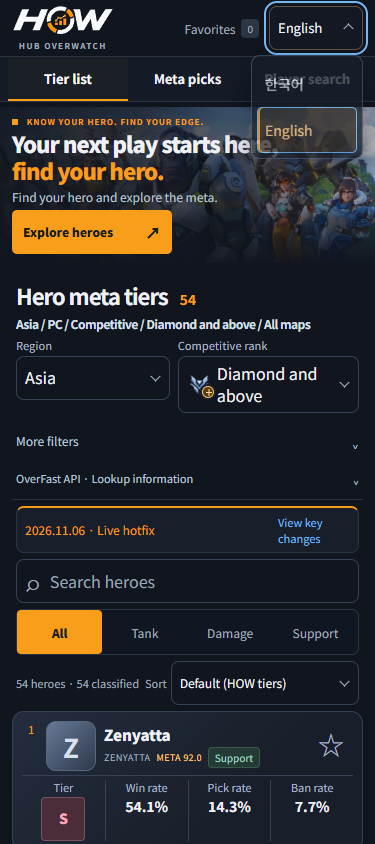 HOW
HUB OVERWATCH
Favorites 0
English
Tier list
Meta picks
Player search
한국어
English
KNOW YOUR HERO. FIND YOUR EDGE.
Your next play starts here,
find your hero.
Find your hero and explore the meta.
Explore heroes ↗
Hero meta tiers 54
Asia / PC / Competitive / Diamond and above / All maps
Region
Competitive rank
Asia
Diamond and
above
More filters
OverFast API · Lookup information
2026.11.06 · Live hotfix
View key
changes
Search heroes
All
Tank
Damage
Support
54 heroes · 54 classified Sort
Default (HOW tiers)
1
Z
Zenyatta
ZENYATTA META 92.0 Support
Tier
Win rate
Pick rate
Ban rate
S
54.1%
14.3%
7.7%